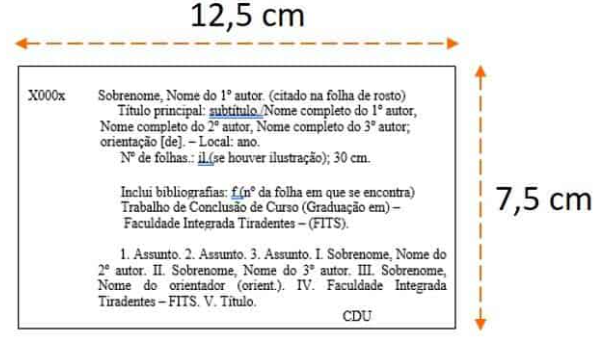 12,5 cm
X000x Sobrenome, Nome do 1º autor. (citado na folha de rosto)
Título principal: subtítulo./Nome completo do 1º autor,
Nome completo do 2º autor, Nome completo do 3º autor;
orientação [de]. – Local: ano.
Nº de folhas.: il.(se houver ilustração); 30 cm.
Inclui bibliografias: f.(nº da folha em que se encontra)
Trabalho de Conclusão de Curso (Graduação em) –
Faculdade Integrada Tiradentes – (FITS).
1. Assunto. 2. Assunto. 3. Assunto. I. Sobrenome, Nome do
2º autor. II. Sobrenome, Nome do 3º autor. III. Sobrenome,
Nome do orientador (orient.). IV. Faculdade Integrada
Tiradentes – FITS. V. Título.
CDU
7,5 cm